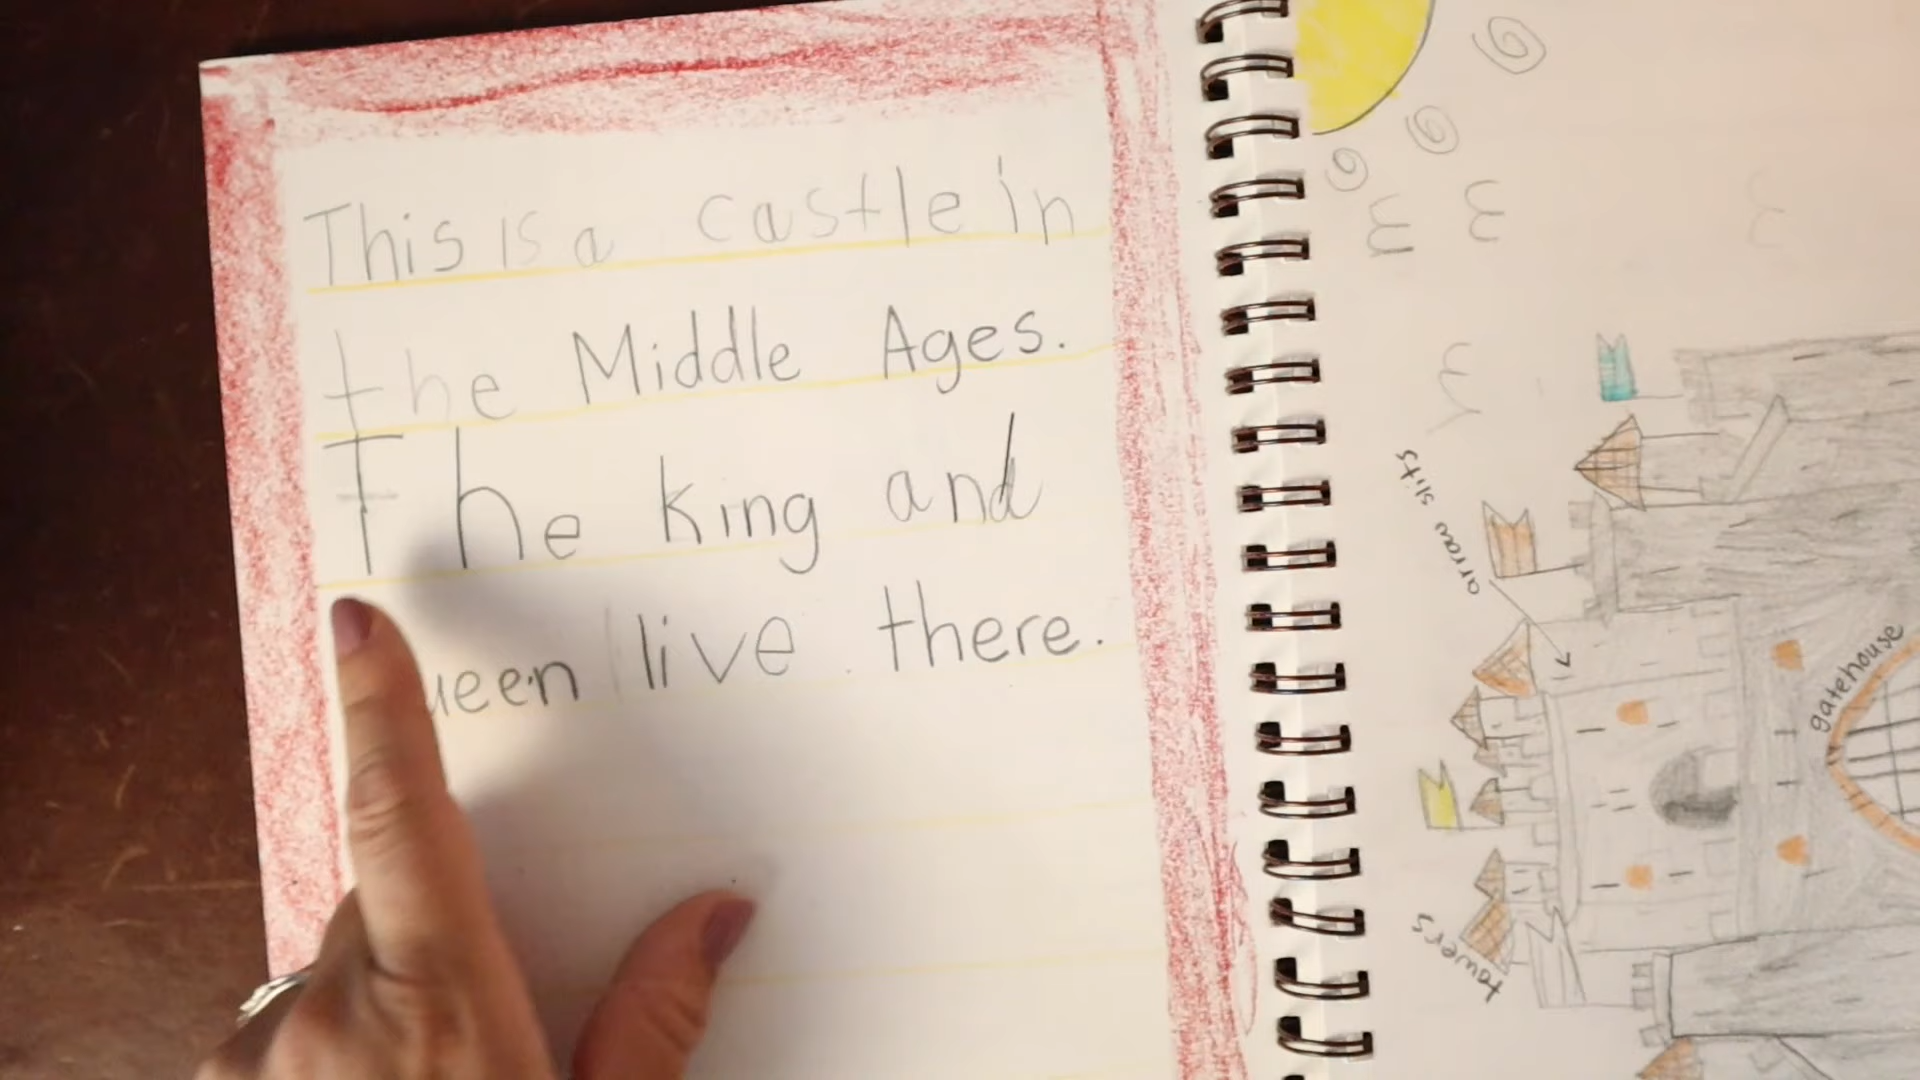 This is a castle in
the Middle Ages.
The king and
ueen live there.
arrow slits
gatehouse
towers